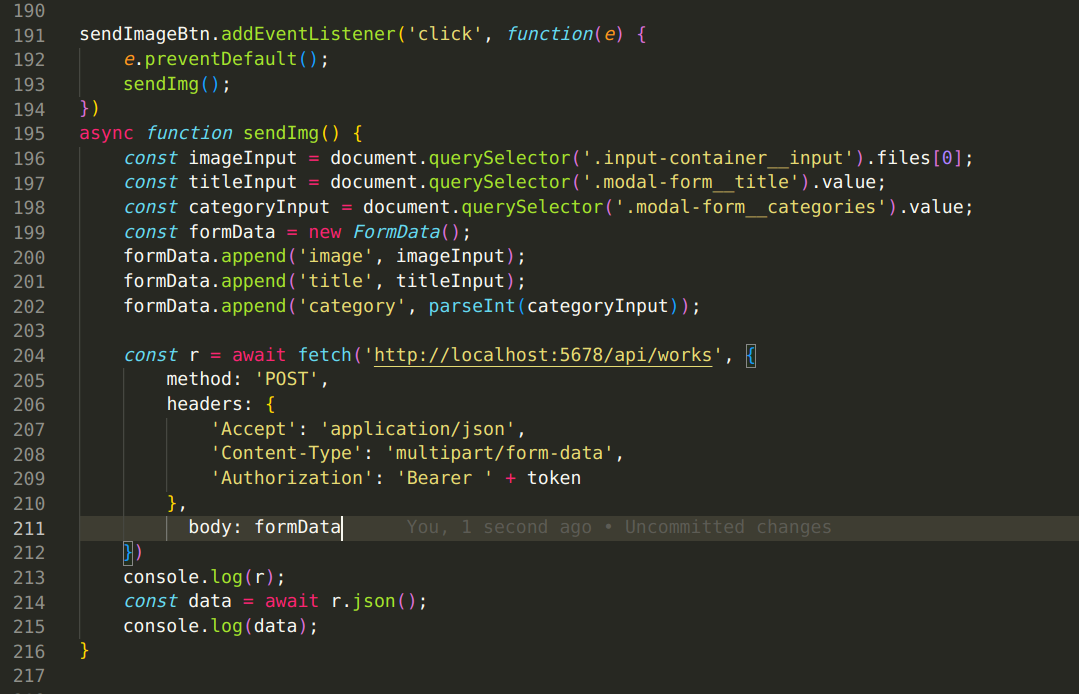 190
191 sendImageBtn.addEventListener('click', function(e) {
192     e.preventDefault();
193     sendImg();
194 })
195 async function sendImg() {
196     const imageInput = document.querySelector('.input-container__input').files[0];
197     const titleInput = document.querySelector('.modal-form__title').value;
198     const categoryInput = document.querySelector('.modal-form__categories').value;
199     const formData = new FormData();
200     formData.append('image', imageInput);
201     formData.append('title', titleInput);
202     formData.append('category', parseInt(categoryInput));
203
204     const r = await fetch('http://localhost:5678/api/works', {
205         method: 'POST',
206         headers: {
207             'Accept': 'application/json',
208             'Content-Type': 'multipart/form-data',
209             'Authorization': 'Bearer ' + token
210         },
211           body: formData      You, 1 second ago • Uncommitted changes
212     })
213     console.log(r);
214     const data = await r.json();
215     console.log(data);
216 }
217